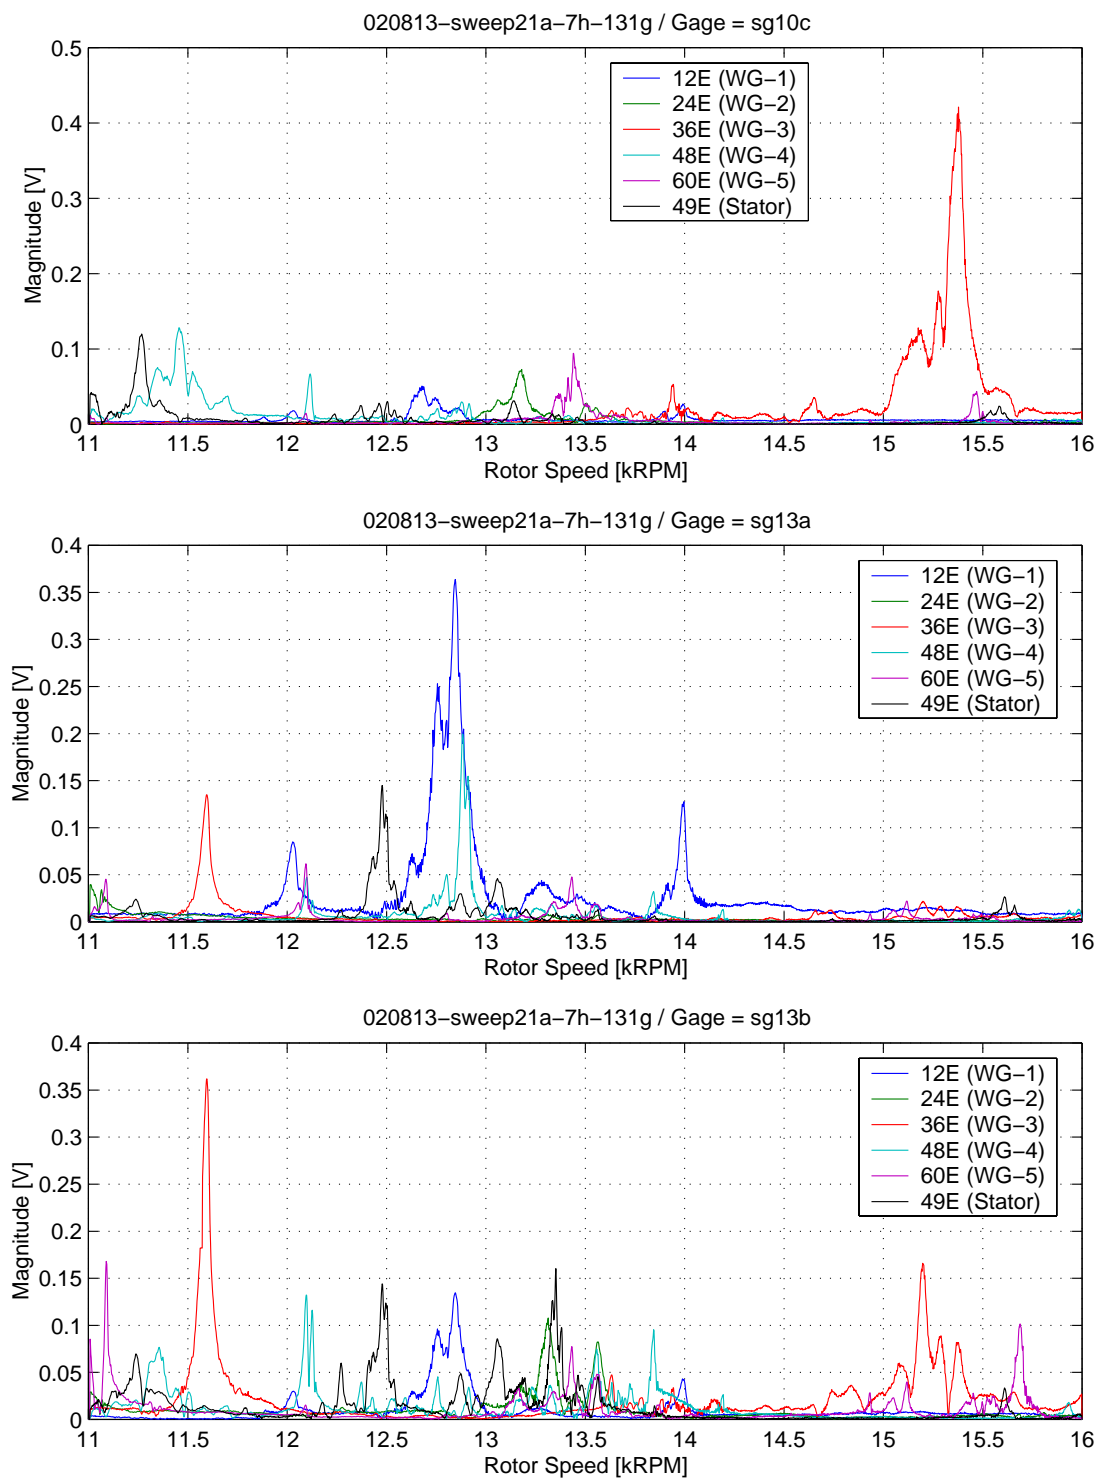 020813−sweep21a−7h−131g / Gage = sg10c
0.5
0.4
0.3
0.2
0.1
0
Magnitude [V]
12E (WG−1)
24E (WG−2)
36E (WG−3)
48E (WG−4)
60E (WG−5)
49E (Stator)
11 11.5 12 12.5 13 13.5 14 14.5 15 15.5 16
Rotor Speed [kRPM]
020813−sweep21a−7h−131g / Gage = sg13a
0.4
0.35
0.3
0.25
0.2
0.15
0.1
0.05
0
Magnitude [V]
12E (WG−1)
24E (WG−2)
36E (WG−3)
48E (WG−4)
60E (WG−5)
49E (Stator)
11 11.5 12 12.5 13 13.5 14 14.5 15 15.5 16
Rotor Speed [kRPM]
020813−sweep21a−7h−131g / Gage = sg13b
0.4
0.35
0.3
0.25
0.2
0.15
0.1
0.05
0
Magnitude [V]
12E (WG−1)
24E (WG−2)
36E (WG−3)
48E (WG−4)
60E (WG−5)
49E (Stator)
11 11.5 12 12.5 13 13.5 14 14.5 15 15.5 16
Rotor Speed [kRPM]